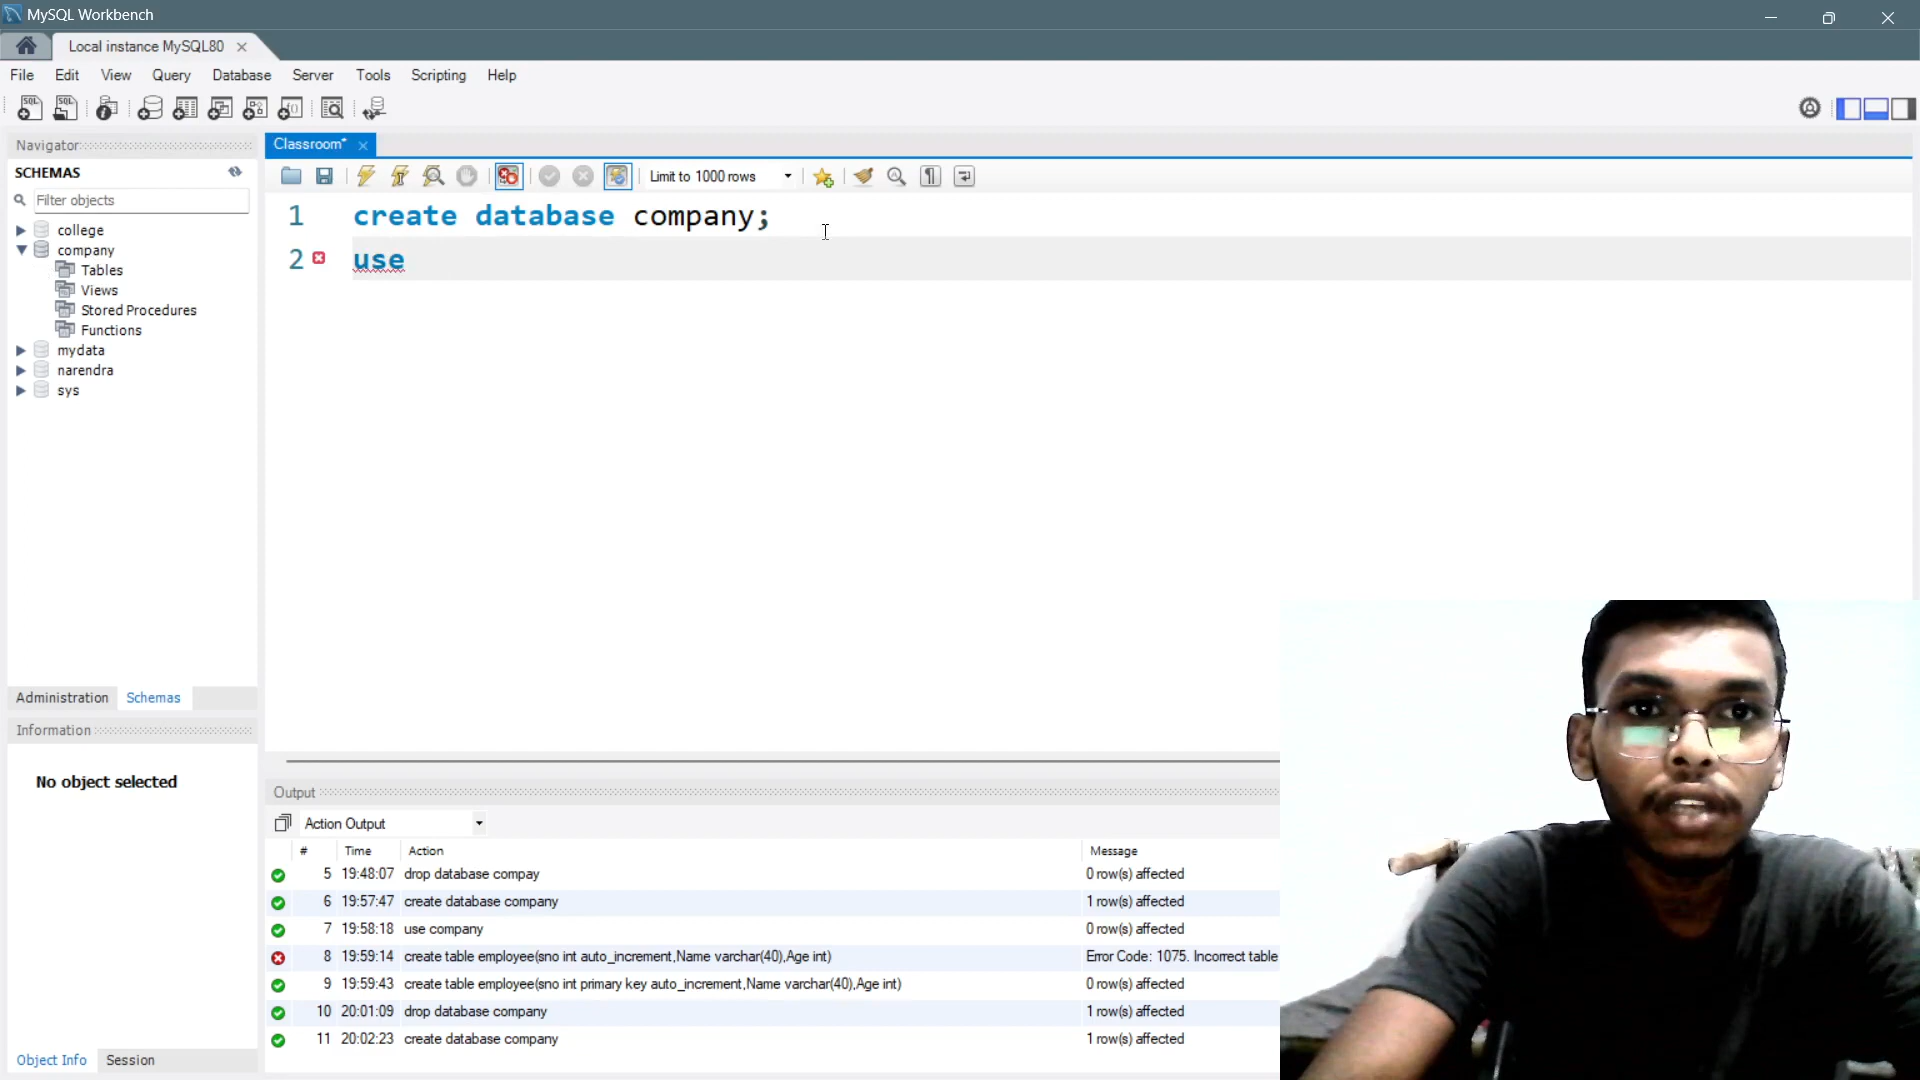 MySQL Workbench
Local instance MySQL80
File Edit View Query Database Server Tools Scripting Help
Navigator
Classroom*
SCHEMAS
Limit to 1000 rows
Filter objects
college
company
Tables
Views
Stored Procedures
Functions
mydata
narendra
sys
1 create database company;
2 use
Administration Schemas
Information
No object selected
Object Info Session
Output
Action Output
# Time Action Message
5 19:48:07 drop database compay 0 row(s) affected
6 19:57:47 create database company 1 row(s) affected
7 19:58:18 use company 0 row(s) affected
8 19:59:14 create table employee(sno int auto_increment,Name varchar(40),Age int) Error Code: 1075. Incorrect table
9 19:59:43 create table employee(sno int primary key auto_increment,Name varchar(40),Age int) 0 row(s) affected
10 20:01:09 drop database company 1 row(s) affected
11 20:02:23 create database company 1 row(s) affected